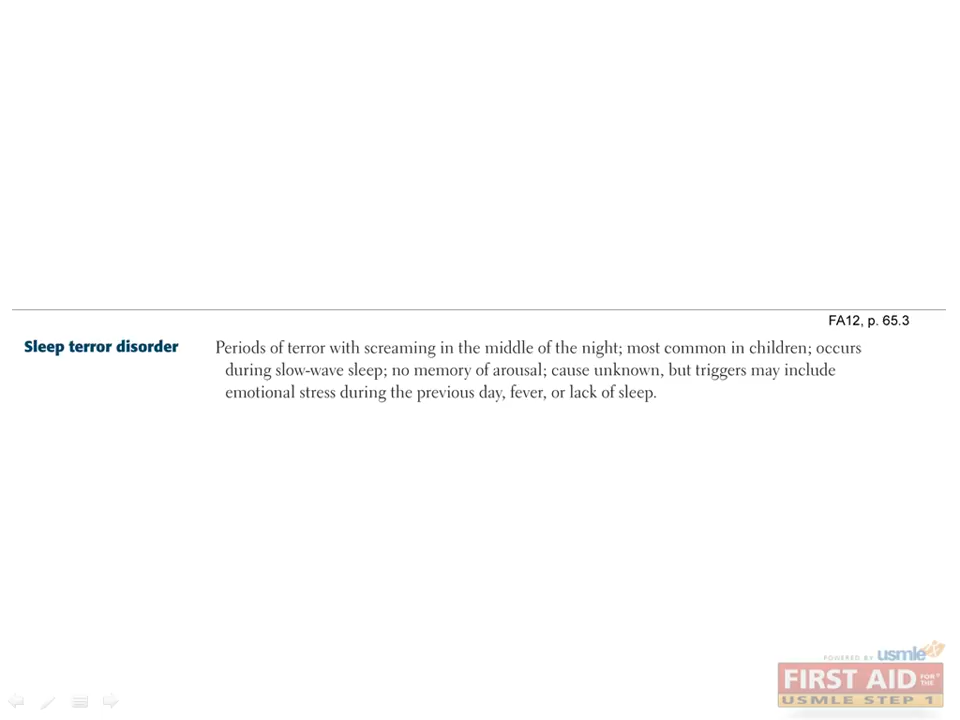 FA12, p. 65.3
Sleep terror disorder
Periods of terror with screaming in the middle of the night; most common in children; occurs
during slow-wave sleep; no memory of arousal; cause unknown, but triggers may include
emotional stress during the previous day, fever, or lack of sleep.
POWERED BY usmle
FIRST AID FOR THE
USMLE STEP 1